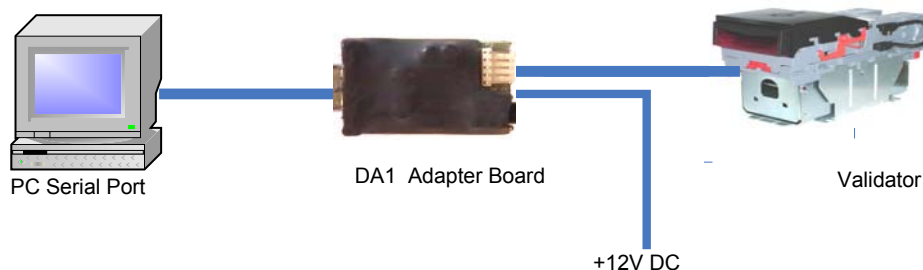 PC Serial Port
DA1 Adapter Board
Validator
+12V DC